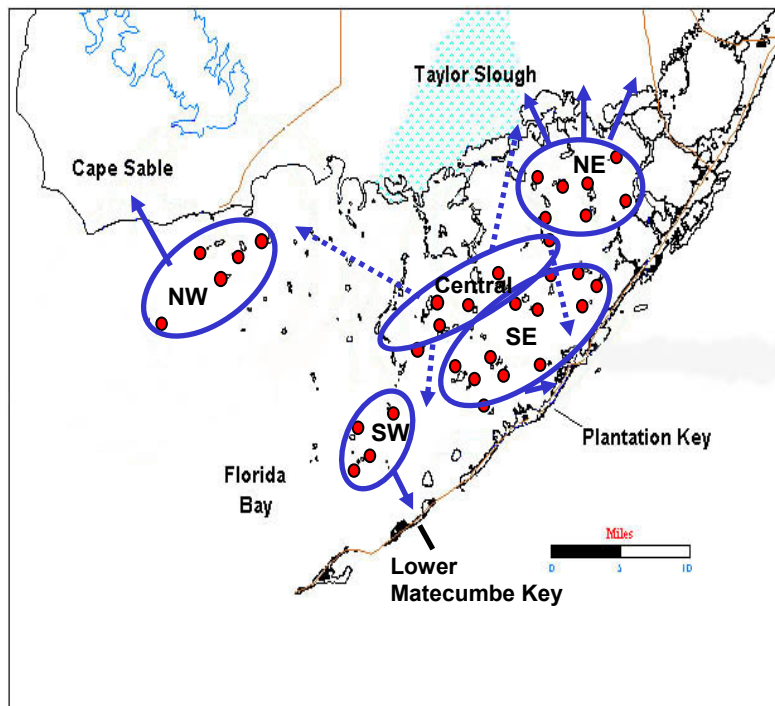 Taylor Slough
Cape Sable
NE
NW
Central
SE
SW
Plantation Key
Florida
Bay
Lower
Matecumbe Key
Miles
0 5 10